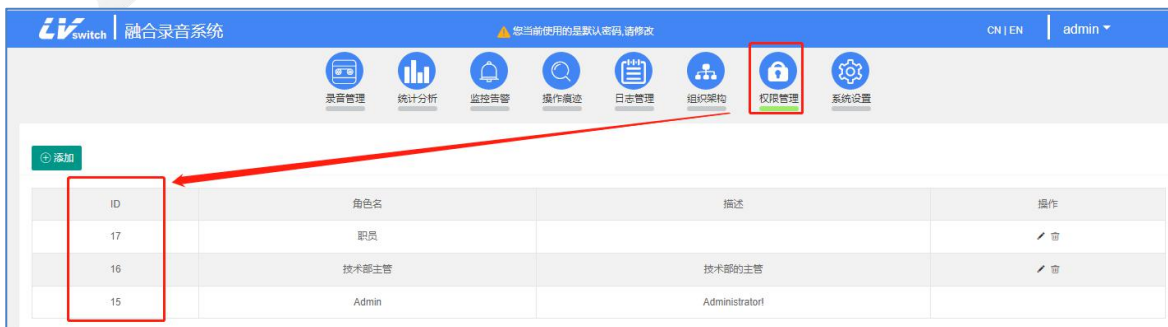 LVswitch 融合录音系统 您当前使用的是默认密码,请修改 CN | EN admin
录音管理 统计分析 监控告警 操作痕迹 日志管理 组织架构 权限管理 系统设置
添加
ID 角色名 描述 操作
17 职员
16 技术部主管 技术部的主管
15 Admin Administrator!